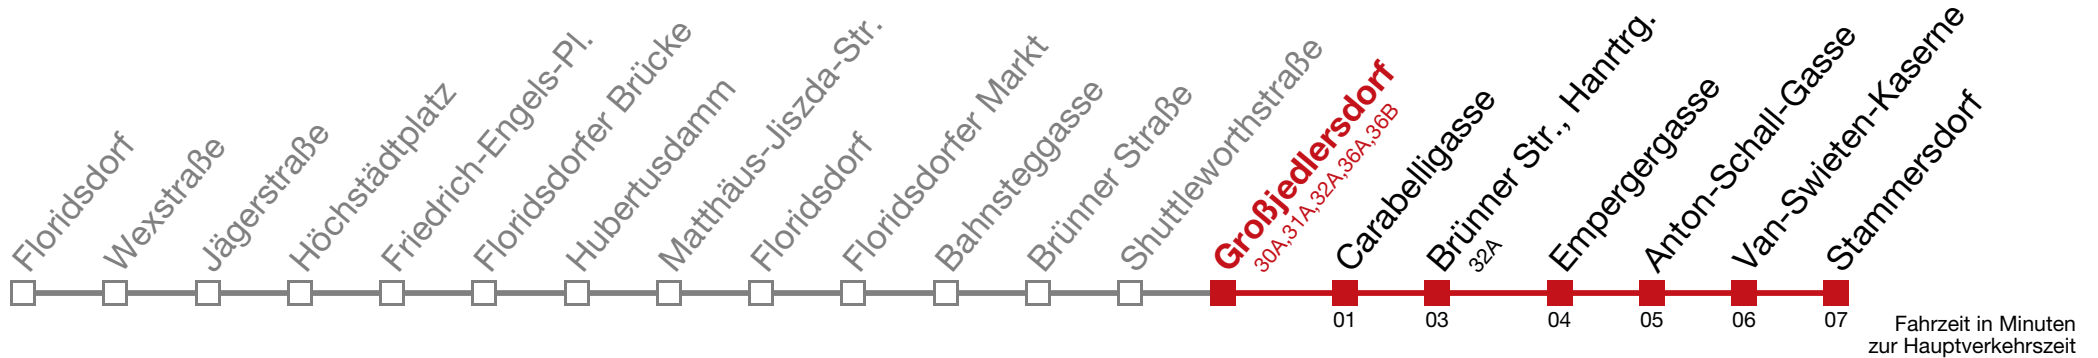 Floridsdorf
Wexstraße
Jägerstraße
Höchstädtplatz
Friedrich-Engels-Pl.
Floridsdorfer Brücke
Hubertusdamm
Matthäus-Jiszda-Str.
Floridsdorf
Floridsdorfer Markt
Bahnsteggasse
Brünner Straße
Shuttleworthstraße
Großjedlersdorf
30A,31A,32A,36A,36B
Carabelligasse
Brünner Str., Hanrtrg.
32A
Empergergasse
Anton-Schall-Gasse
Van-Swieten-Kaserne
Stammersdorf
01
03
04
05
06
07
Fahrzeit in Minuten
zur Hauptverkehrszeit